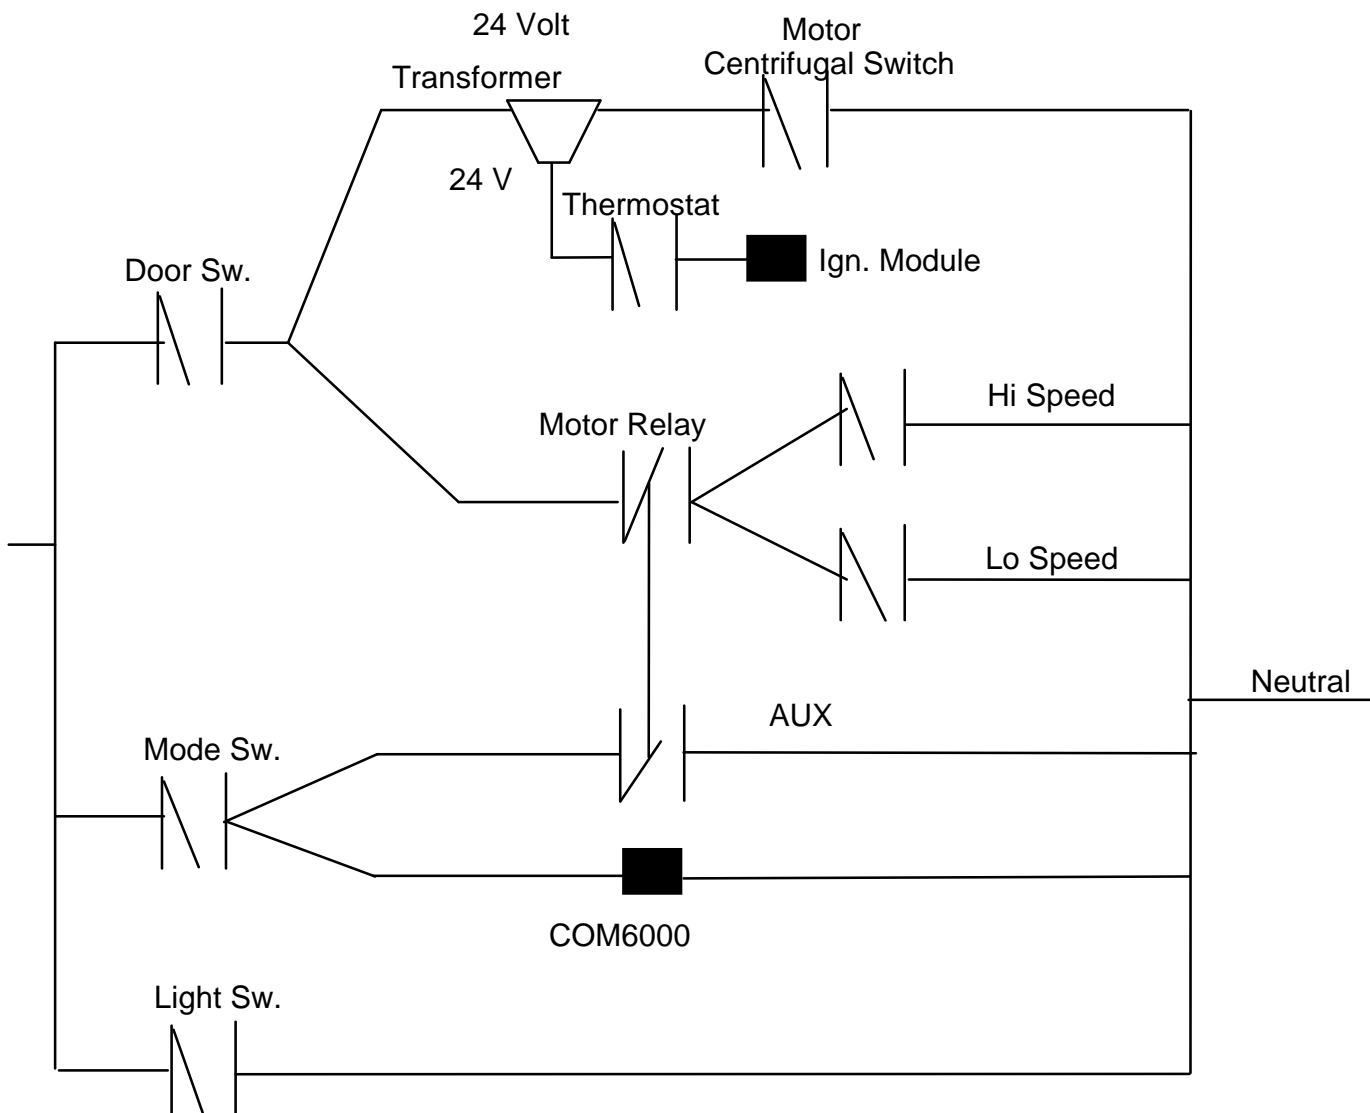 24 Volt
Transformer
Motor
Centrifugal Switch
24 V
Thermostat
Ign. Module
Door Sw.
Hi Speed
Motor Relay
Lo Speed
Neutral
AUX
Mode Sw.
COM6000
Light Sw.